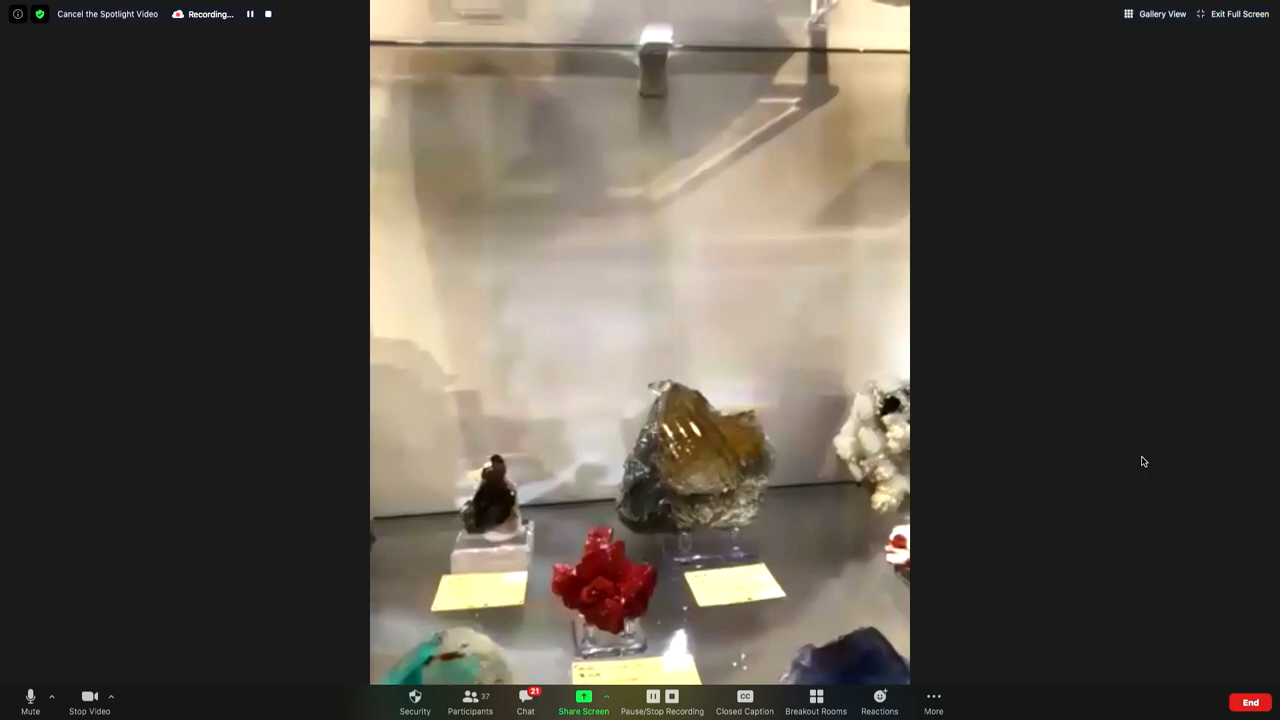 Cancel the Spotlight Video
Recording...
Gallery View
Exit Full Screen
Mute
Stop Video
Security
Participants
37
Chat
21
Share Screen
Pause/Stop Recording
CC
Closed Caption
Breakout Rooms
Reactions
More
End